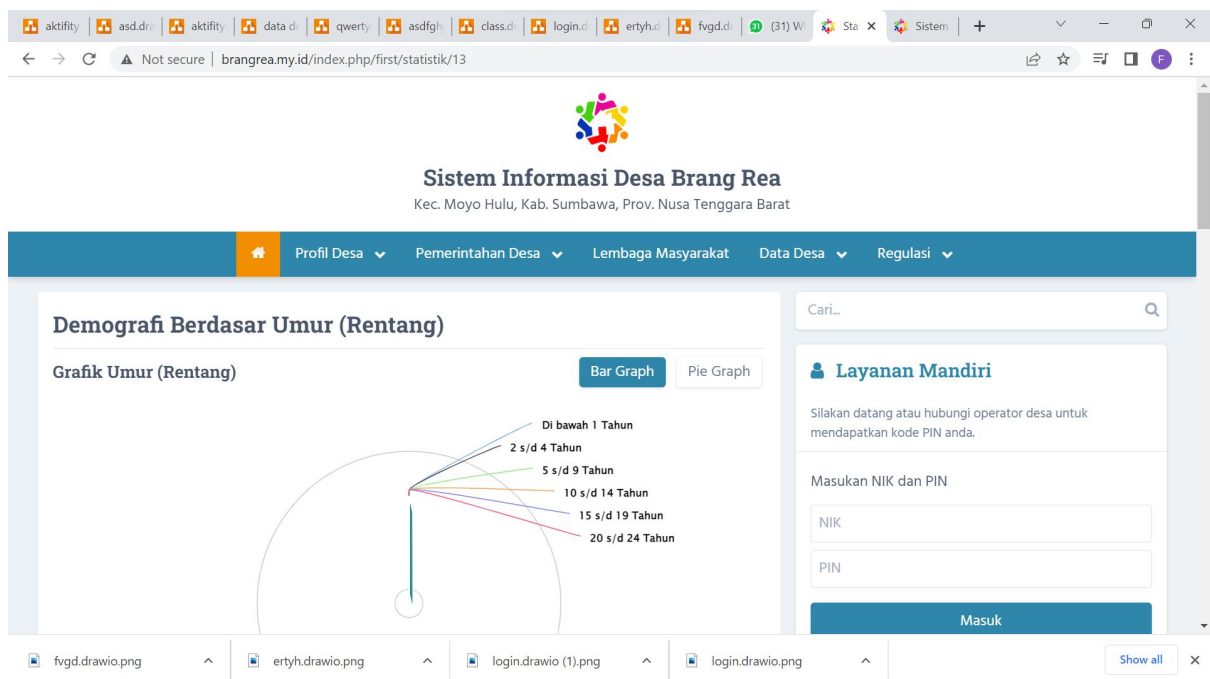 aktifity
asd.dra
aktifity
data de
qwerty
asdfgh
class.d
login.d
ertyh.d
fvgd.dr
(31) W
Sta
Sistem
Not secure
brangrea.my.id/index.php/first/statistik/13
F
Sistem Informasi Desa Brang Rea
Kec. Moyo Hulu, Kab. Sumbawa, Prov. Nusa Tenggara Barat
Profil Desa
Pemerintahan Desa
Lembaga Masyarakat
Data Desa
Regulasi
Demografi Berdasar Umur (Rentang)
Grafik Umur (Rentang)
Bar Graph
Pie Graph
Di bawah 1 Tahun
2 s/d 4 Tahun
5 s/d 9 Tahun
10 s/d 14 Tahun
15 s/d 19 Tahun
20 s/d 24 Tahun
Cari...
Layanan Mandiri
Silakan datang atau hubungi operator desa untuk
mendapatkan kode PIN anda.
Masukan NIK dan PIN
NIK
PIN
Masuk
fvgd.drawio.png
ertyh.drawio.png
login.drawio (1).png
login.drawio.png
Show all